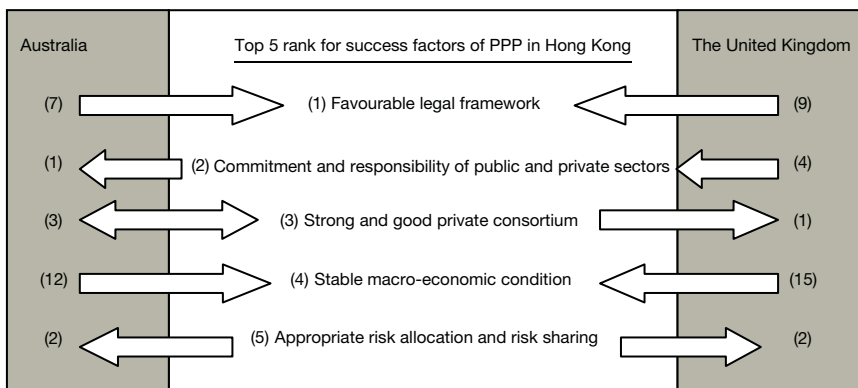 Australia Top 5 rank for success factors of PPP in Hong Kong The United Kingdom
(7) (1) Favourable legal framework (9)
(1) (2) Commitment and responsibility of public and private sectors (4)
(3) (3) Strong and good private consortium (1)
(12) (4) Stable macro-economic condition (15)
(2) (5) Appropriate risk allocation and risk sharing (2)